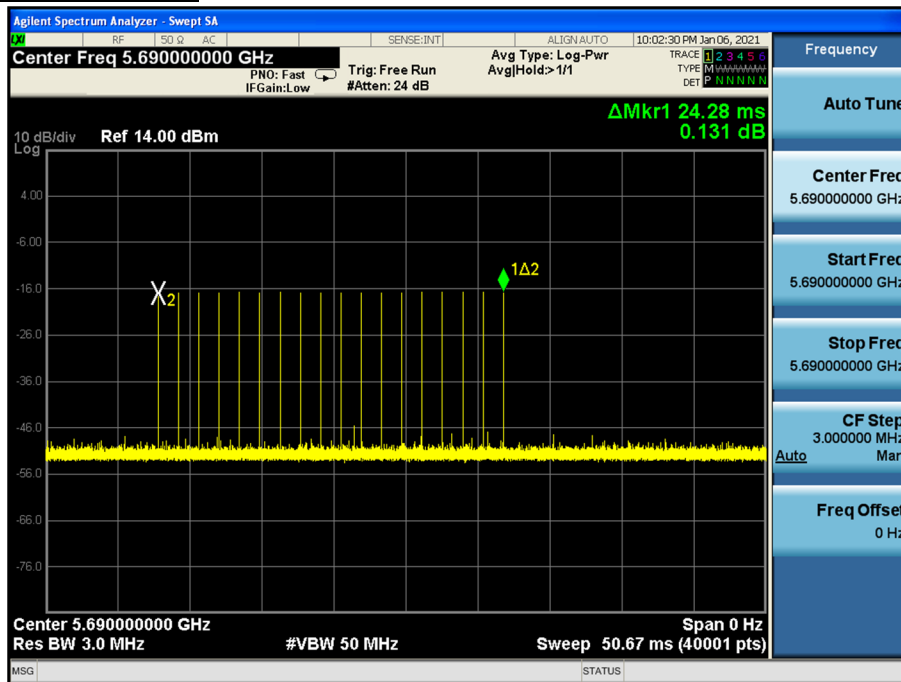 Agilent Spectrum Analyzer - Swept SA
LXI RF 50 Ω AC SENSE:INT ALIGN AUTO 10:02:30 PM Jan 06, 2021
Center Freq 5.690000000 GHz
PNO: Fast
IFGain:Low
Trig: Free Run
#Atten: 24 dB
Avg Type: Log-Pwr
Avg|Hold:>1/1
TRACE 1 2 3 4 5 6
TYPE M
DET P N N N N N
ΔMkr1 24.28 ms
0.131 dB
10 dB/div Ref 14.00 dBm
Log
4.00
-6.00
-16.0
-26.0
-36.0
-46.0
-56.0
-66.0
-76.0
X2
1Δ2
Center 5.690000000 GHz Span 0 Hz
Res BW 3.0 MHz #VBW 50 MHz Sweep 50.67 ms (40001 pts)
MSG STATUS
Frequency
Auto Tune
Center Freq
5.690000000 GHz
Start Freq
5.690000000 GHz
Stop Freq
5.690000000 GHz
CF Step
3.000000 MHz
Auto Man
Freq Offset
0 Hz